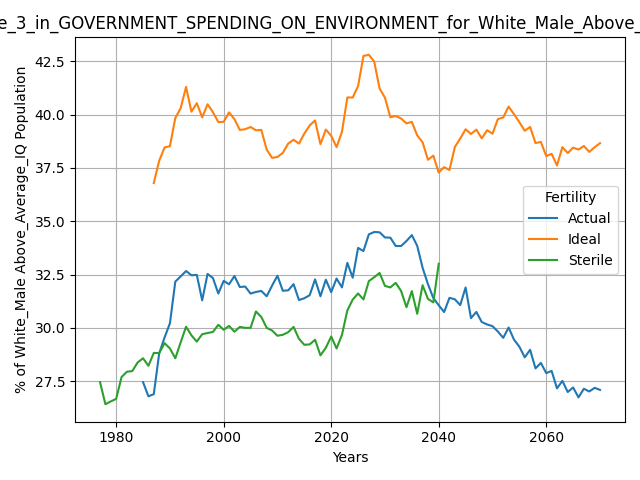 e_3_in_GOVERNMENT_SPENDING_ON_ENVIRONMENT_for_White_Male_Above_
% of White_Male Above_Average_IQ Population
42.5
40.0
37.5
35.0
32.5
30.0
27.5
Fertility
Actual
Ideal
Sterile
1980
2000
2020
2040
2060
Years